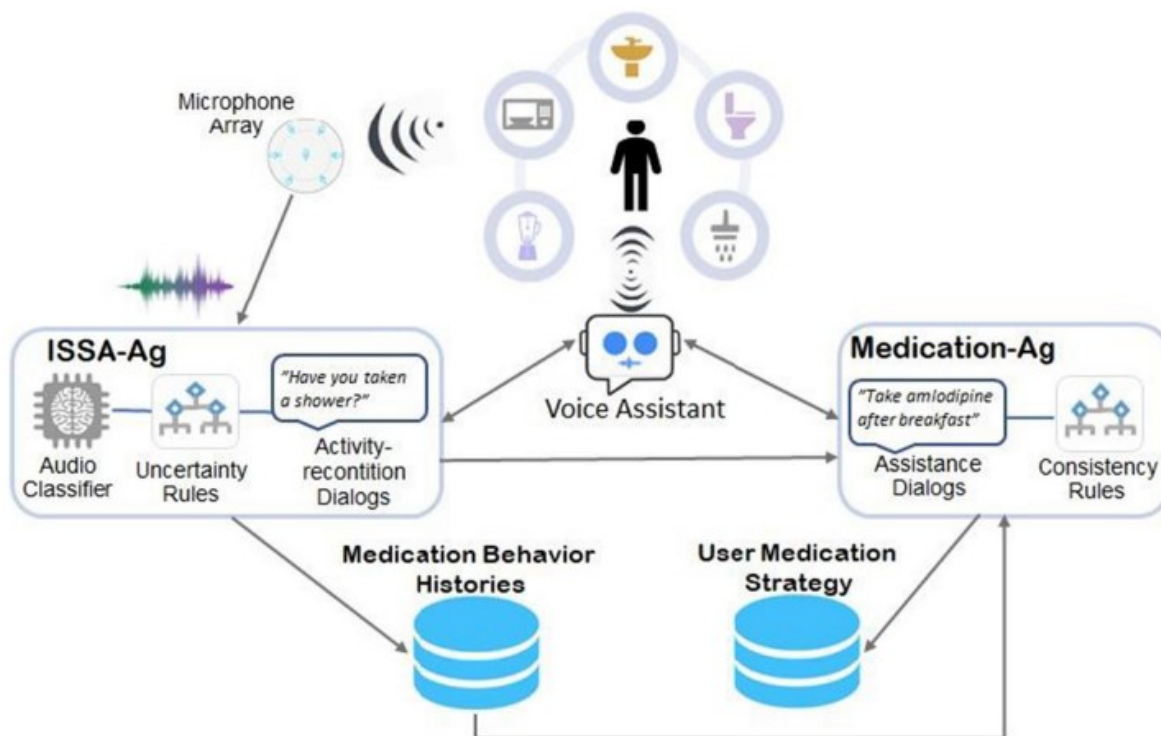 Microphone
Array
ISSA-Ag
"Have you taken
a shower?"
Audio
Classifier
Uncertainty
Rules
Activity-
recontition
Dialogs
Voice Assistant
Medication-Ag
"Take amlodipine
after breakfast"
Assistance
Dialogs
Consistency
Rules
Medication Behavior
Histories
User Medication
Strategy